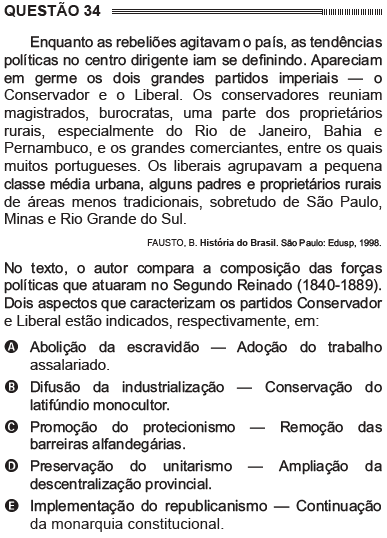 QUESTÃO 34
Enquanto as rebeliões agitavam o país, as tendências
políticas no centro dirigente iam se definindo. Apareciam
em germe os dois grandes partidos imperiais — o
Conservador e o Liberal. Os conservadores reuniam
magistrados, burocratas, uma parte dos proprietários
rurais, especialmente do Rio de Janeiro, Bahia e
Pernambuco, e os grandes comerciantes, entre os quais
muitos portugueses. Os liberais agrupavam a pequena
classe média urbana, alguns padres e proprietários rurais
de áreas menos tradicionais, sobretudo de São Paulo,
Minas e Rio Grande do Sul.
FAUSTO, B. História do Brasil. São Paulo: Edusp, 1998.
No texto, o autor compara a composição das forças
políticas que atuaram no Segundo Reinado (1840-1889).
Dois aspectos que caracterizam os partidos Conservador
e Liberal estão indicados, respectivamente, em:
A Abolição da escravidão — Adoção do trabalho
assalariado.
B Difusão da industrialização — Conservação do
latifúndio monocultor.
C Promoção do protecionismo — Remoção das
barreiras alfandegárias.
D Preservação do unitarismo — Ampliação da
descentralização provincial.
E Implementação do republicanismo — Continuação
da monarquia constitucional.